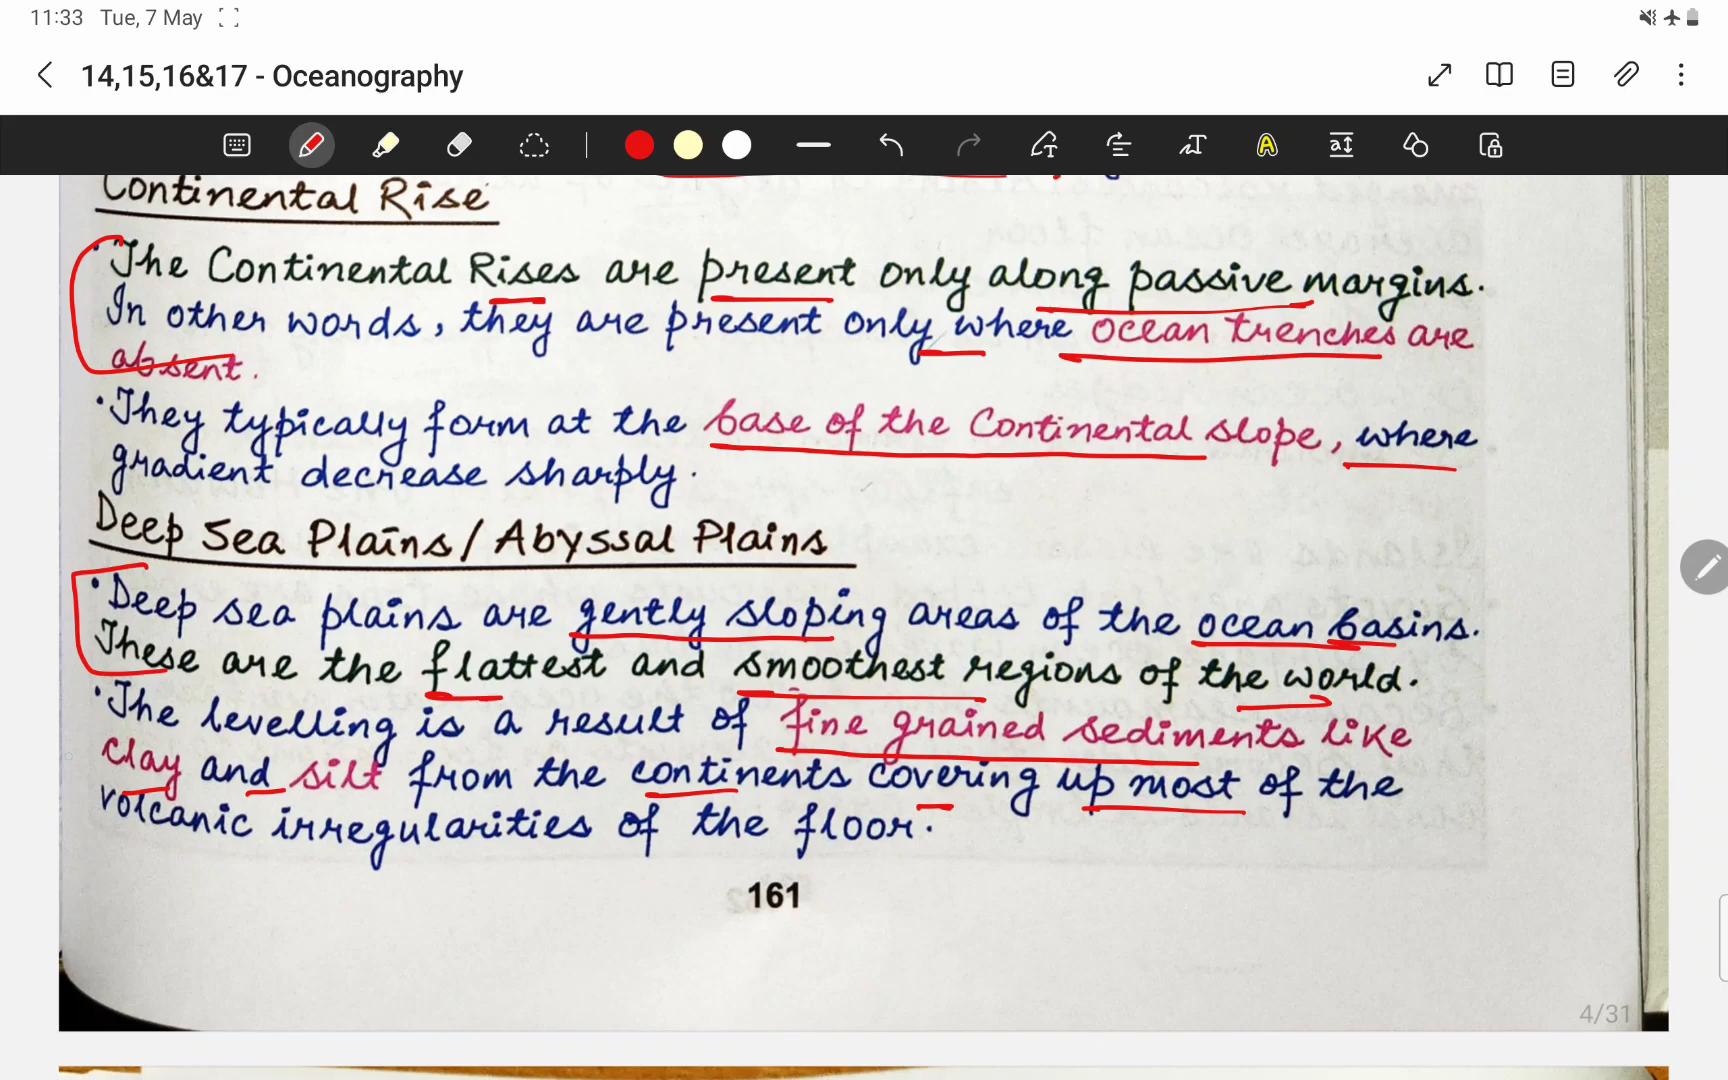 11:33 Tue, 7 May
14,15,16&17 - Oceanography
Continental Rise
• The Continental Rises are present only along passive margins.
In other words, they are present only where ocean trenches are
absent.
• They typically form at the base of the Continental slope, where
gradient decrease sharply.
Deep Sea Plains/Abyssal Plains
• Deep sea plains are gently sloping areas of the ocean basins.
These are the flattest and smoothest regions of the world.
• The levelling is a result of fine grained sediments like
clay and silt from the continents covering up most of the
volcanic irregularities of the floor.
161
4/31